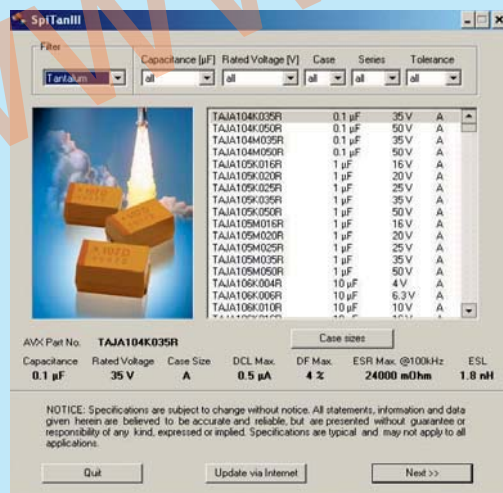 SpiTanIII
Filter
Capacitance [µF] Rated Voltage [V] Case Series Tolerance
Tantalum all all all all all
TAJA104K035R 0.1 µF 35 V A
TAJA104K050R 0.1 µF 50 V A
TAJA104M035R 0.1 µF 35 V A
TAJA104M050R 0.1 µF 50 V A
TAJA105K016R 1 µF 16 V A
TAJA105K020R 1 µF 20 V A
TAJA105K025R 1 µF 25 V A
TAJA105K035R 1 µF 35 V A
TAJA105K050R 1 µF 50 V A
TAJA105M016R 1 µF 16 V A
TAJA105M020R 1 µF 20 V A
TAJA105M025R 1 µF 25 V A
TAJA105M035R 1 µF 35 V A
TAJA105M050R 1 µF 50 V A
TAJA106K004R 10 µF 4 V A
TAJA106K006R 10 µF 6.3 V A
TAJA106K010R 10 µF 10 V A
AVX Part No. TAJA104K035R
Case sizes
Capacitance Rated Voltage Case Size DCL Max. DF Max. ESR Max. @100kHz ESL
0.1 µF 35 V A 0.5 µA 4 % 24000 mOhm 1.8 nH
NOTICE: Specifications are subject to change without notice. All statements, information and data
given herein are believed to be accurate and reliable, but are presented without guarantee or
responsibility of any kind, expressed or implied. Specifications are typical and may not apply to all
applications.
Quit Update via Internet Next >>